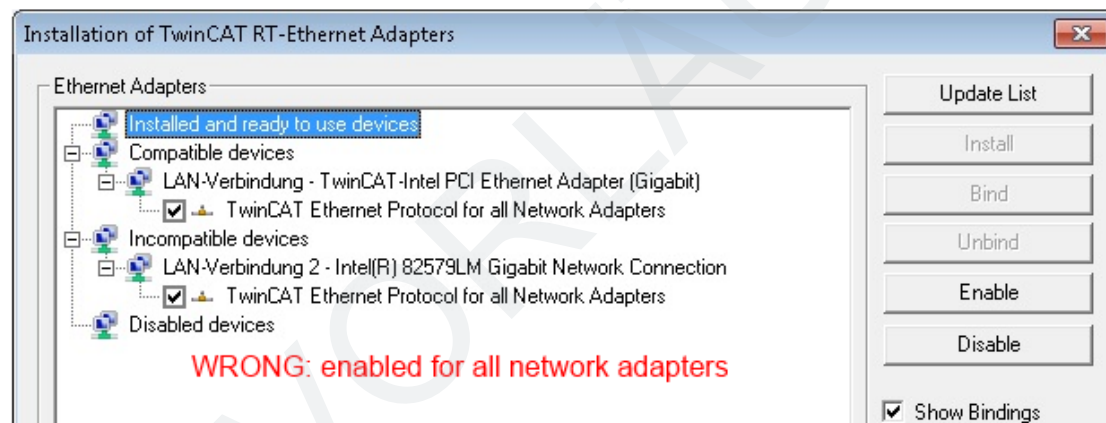 Installation of TwinCAT RT-Ethernet Adapters
Ethernet Adapters
Installed and ready to use devices
Compatible devices
LAN-Verbindung - TwinCAT-Intel PCI Ethernet Adapter (Gigabit)
TwinCAT Ethernet Protocol for all Network Adapters
Incompatible devices
LAN-Verbindung 2 - Intel(R) 82579LM Gigabit Network Connection
TwinCAT Ethernet Protocol for all Network Adapters
Disabled devices
WRONG: enabled for all network adapters
Update List
Install
Bind
Unbind
Enable
Disable
Show Bindings